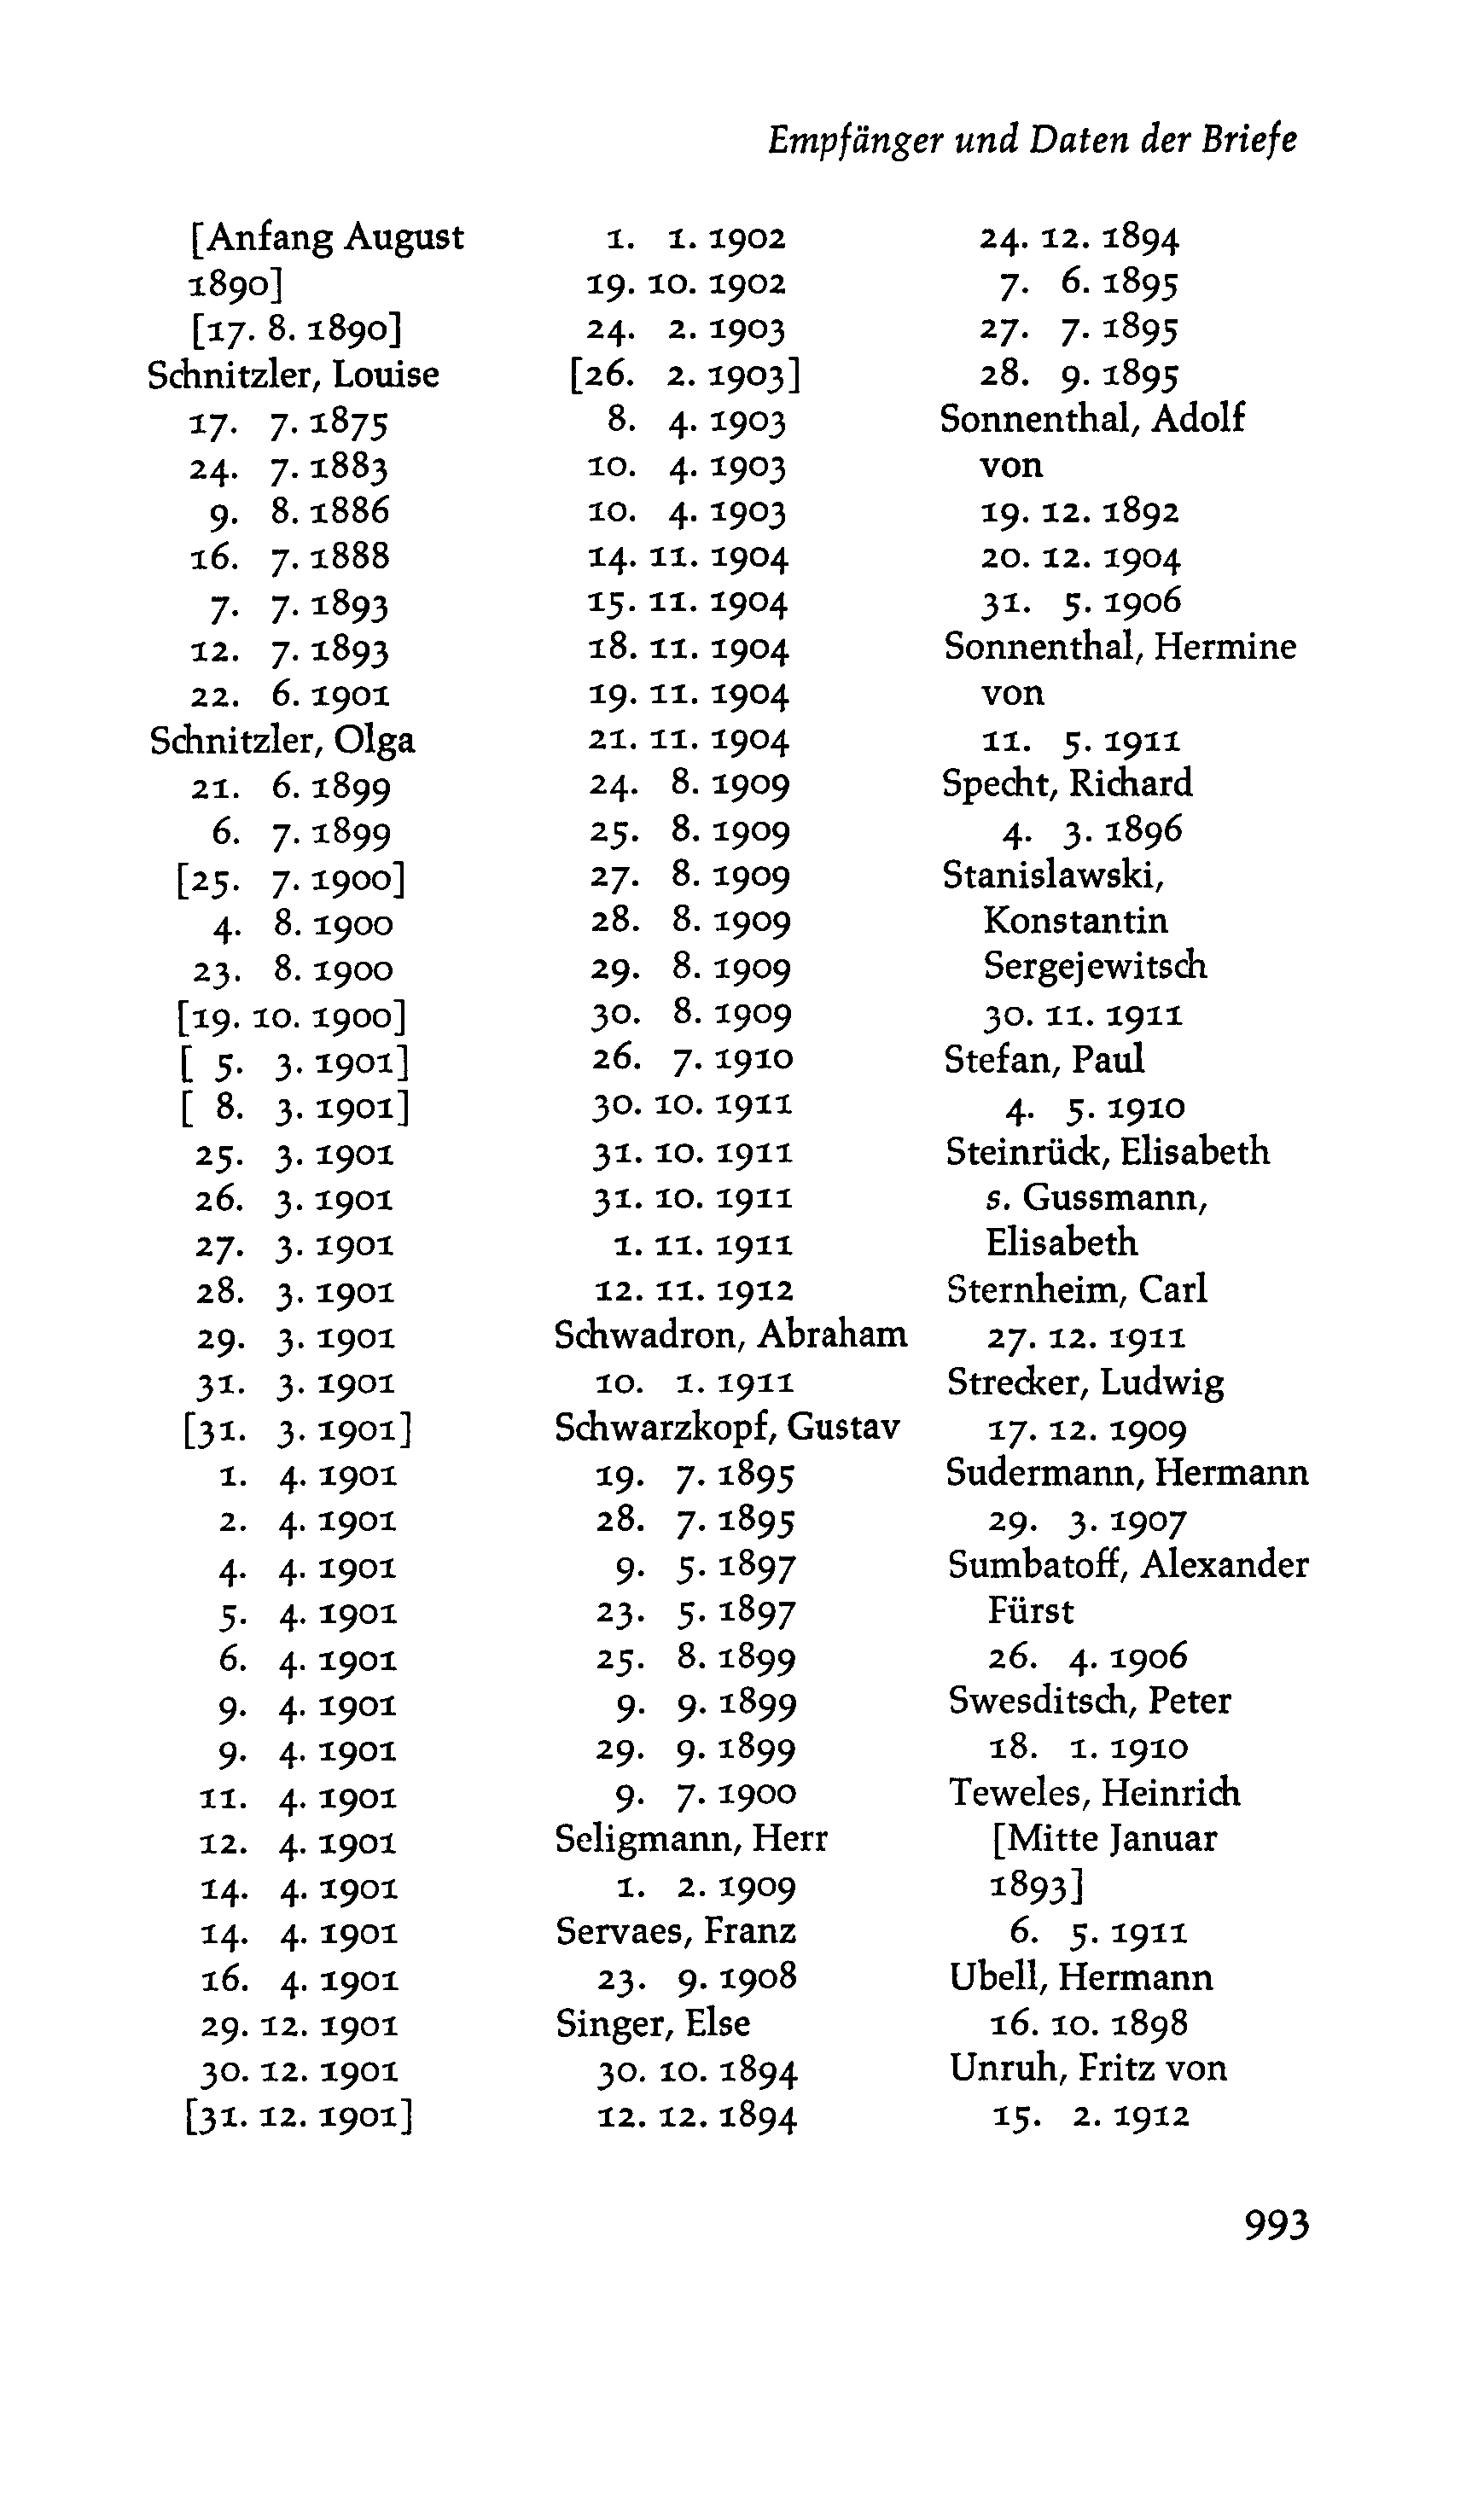 Empfänger und Daten der Briefe
[Anfang August
1890]
[17. 8. 1890]
Schnitzler, Louise
17. 7. 1875
24. 7. 1883
9. 8. 1886
16. 7. 1888
7. 7. 1893
12. 7. 1893
22. 6. 1901
Schnitzler, Olga
21. 6. 1899
6. 7. 1899
[25. 7. 1900]
4. 8. 1900
23. 8. 1900
[19. 10. 1900]
[ 5. 3. 1901]
[ 8. 3. 1901]
25. 3. 1901
26. 3. 1901
27. 3. 1901
28. 3. 1901
29. 3. 1901
31. 3. 1901
[31. 3. 1901]
1. 4. 1901
2. 4. 1901
4. 4. 1901
5. 4. 1901
6. 4. 1901
9. 4. 1901
9. 4. 1901
11. 4. 1901
12. 4. 1901
14. 4. 1901
14. 4. 1901
16. 4. 1901
29. 12. 1901
30. 12. 1901
[31. 12. 1901]
1. 1. 1902
19. 10. 1902
24. 2. 1903
[26. 2. 1903]
8. 4. 1903
10. 4. 1903
10. 4. 1903
14. 11. 1904
15. 11. 1904
18. 11. 1904
19. 11. 1904
21. 11. 1904
24. 8. 1909
25. 8. 1909
27. 8. 1909
28. 8. 1909
29. 8. 1909
30. 8. 1909
26. 7. 1910
30. 10. 1911
31. 10. 1911
31. 10. 1911
1. 11. 1911
12. 11. 1912
Schwadron, Abraham
10. 1. 1911
Schwarzkopf, Gustav
19. 7. 1895
28. 7. 1895
9. 5. 1897
23. 5. 1897
25. 8. 1899
9. 9. 1899
29. 9. 1899
9. 7. 1900
Seligmann, Herr
1. 2. 1909
Servaes, Franz
23. 9. 1908
Singer, Else
30. 10. 1894
12. 12. 1894
24. 12. 1894
7. 6. 1895
27. 7. 1895
28. 9. 1895
Sonnenthal, Adolf
von
19. 12. 1892
20. 12. 1904
31. 5. 1906
Sonnenthal, Hermine
von
11. 5. 1911
Specht, Richard
4. 3. 1896
Stanislawski,
Konstantin
Sergejewitsch
30. 11. 1911
Stefan, Paul
4. 5. 1910
Steinrück, Elisabeth
s. Gussmann,
Elisabeth
Sternheim, Carl
27. 12. 1911
Strecker, Ludwig
17. 12. 1909
Sudermann, Hermann
29. 3. 1907
Sumbatoff, Alexander
Fürst
26. 4. 1906
Swesditsch, Peter
18. 1. 1910
Teweles, Heinrich
[Mitte Januar
1893]
6. 5. 1911
Ubell, Hermann
16. 10. 1898
Unruh, Fritz von
15. 2. 1912
993